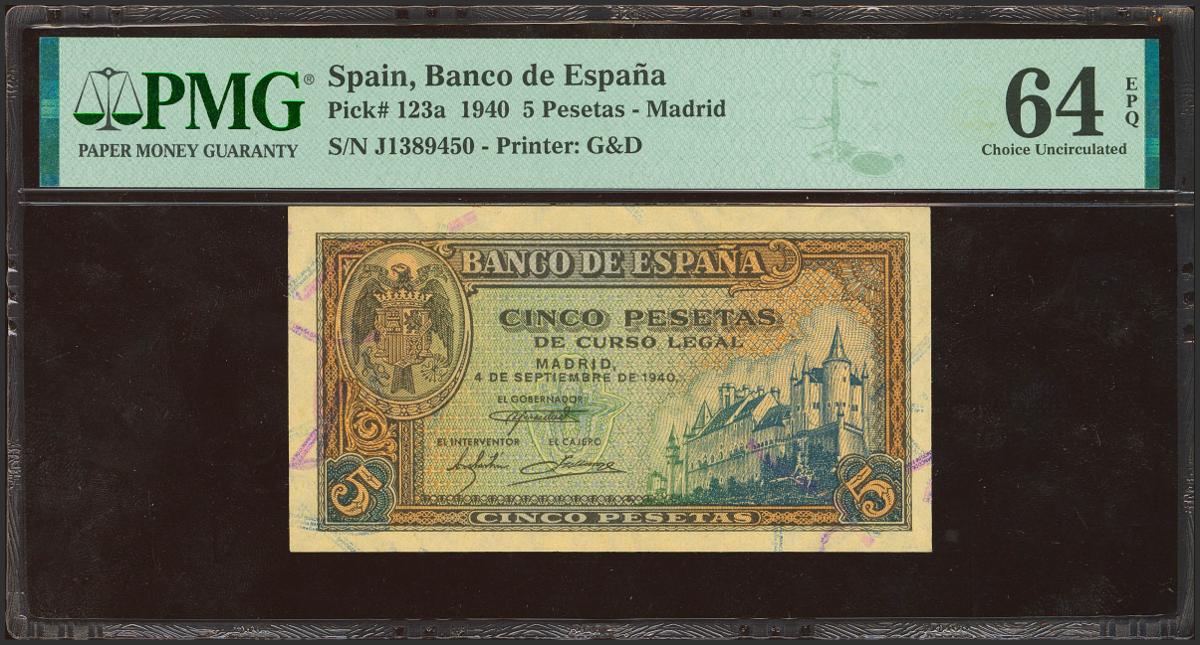 PMG®
PAPER MONEY GUARANTY
Spain, Banco de España
Pick# 123a 1940 5 Pesetas - Madrid
S/N J1389450 - Printer: G&D
64 EPQ
Choice Uncirculated
BANCO DE ESPAÑA
CINCO PESETAS
DE CURSO LEGAL
MADRID,
4 DE SEPTIEMBRE DE 1940.
EL GOBERNADOR
EL INTERVENTOR EL CAJERO
5 5
CINCO PESETAS